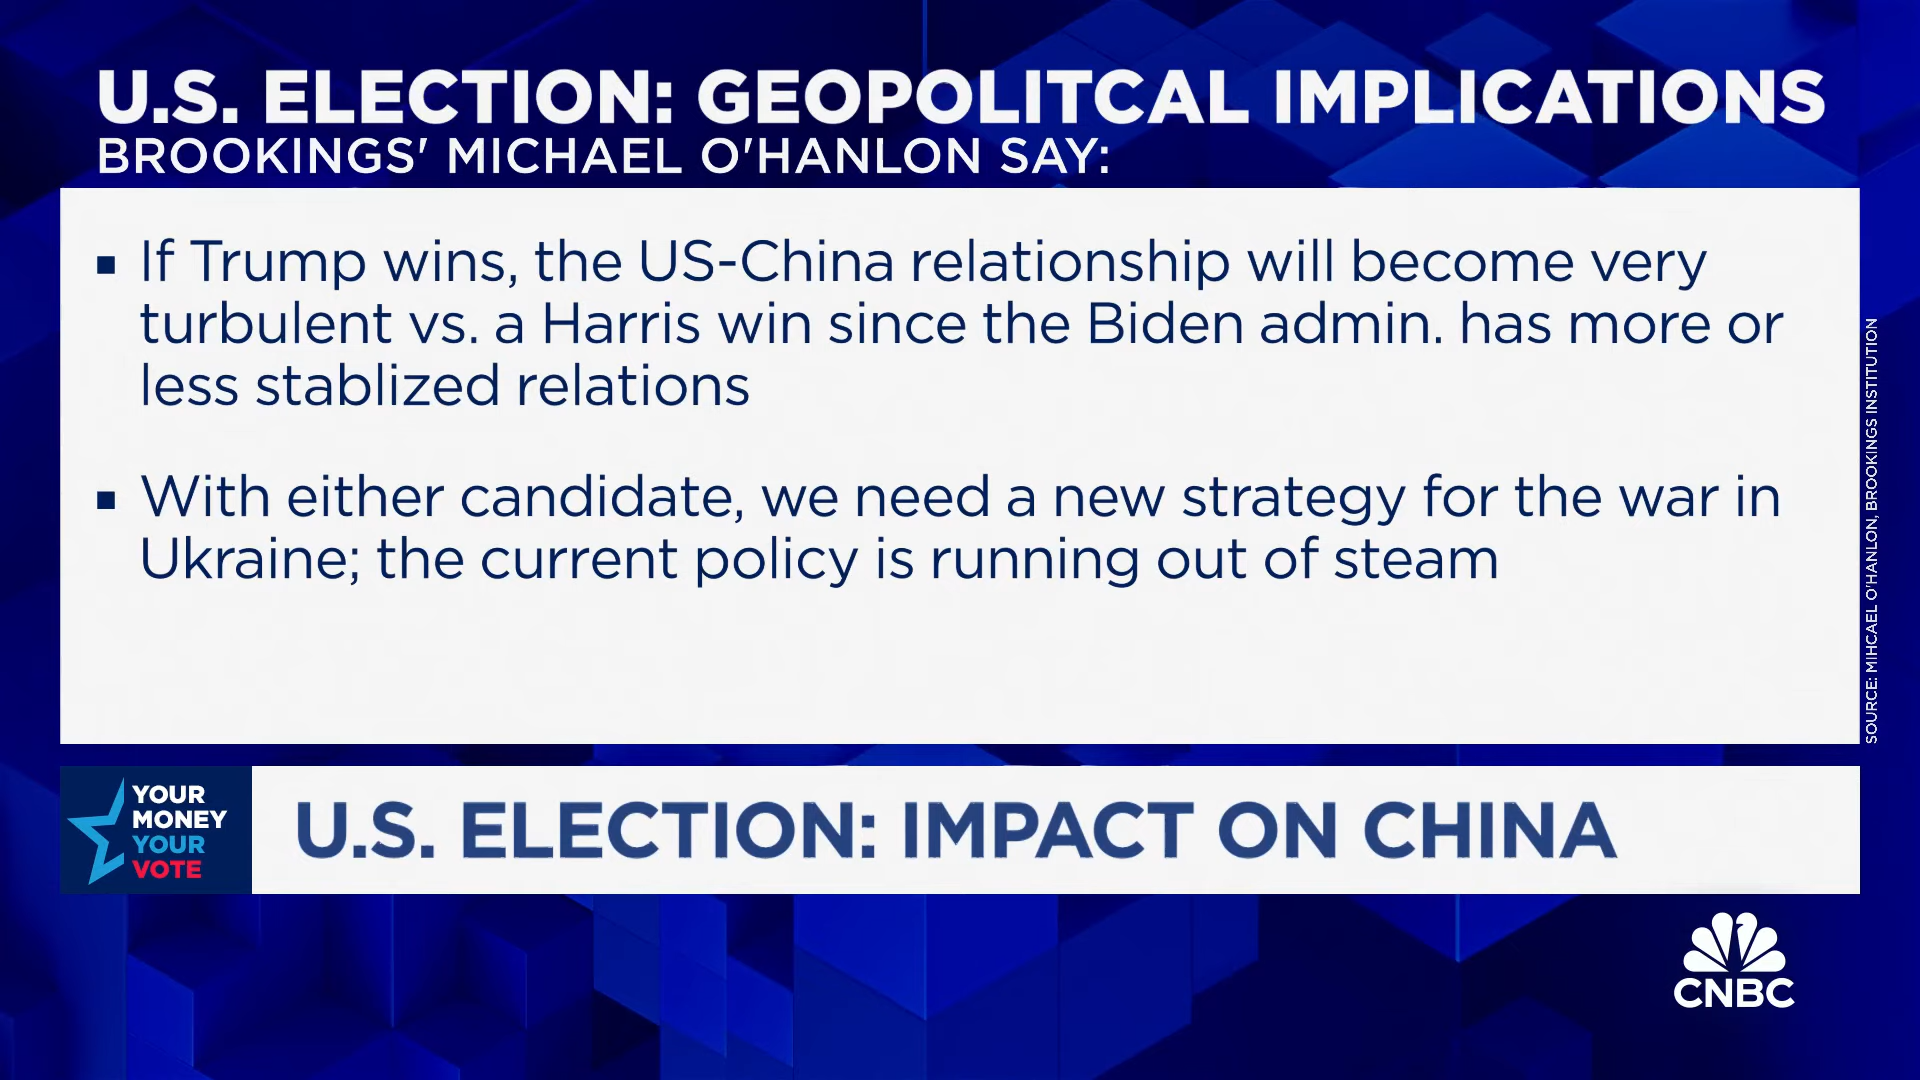 U.S. ELECTION: GEOPOLITCAL IMPLICATIONS
BROOKINGS' MICHAEL O'HANLON SAY:
▪ If Trump wins, the US-China relationship will become very
turbulent vs. a Harris win since the Biden admin. has more or
less stablized relations
▪ With either candidate, we need a new strategy for the war in
Ukraine; the current policy is running out of steam
SOURCE: MIHCAEL O'HANLON, BROOKINGS INSTITUTION
YOUR
MONEY
YOUR
VOTE
U.S. ELECTION: IMPACT ON CHINA
CNBC